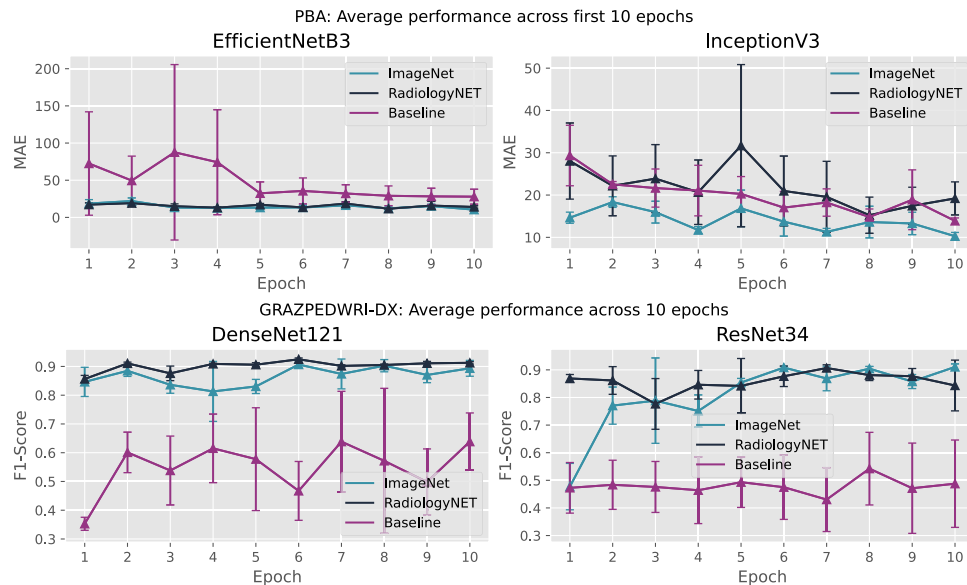 PBA: Average performance across first 10 epochs
EfficientNetB3
InceptionV3
200
150
100
50
0
MAE
ImageNet
RadiologyNET
Baseline
1 2 3 4 5 6 7 8 9 10
Epoch
50
40
30
20
10
MAE
ImageNet
RadiologyNET
Baseline
1 2 3 4 5 6 7 8 9 10
Epoch
GRAZPEDWRI-DX: Average performance across 10 epochs
DenseNet121
ResNet34
0.9
0.8
0.7
0.6
0.5
0.4
0.3
F1-Score
ImageNet
RadiologyNET
Baseline
1 2 3 4 5 6 7 8 9 10
Epoch
0.9
0.8
0.7
0.6
0.5
0.4
0.3
F1-Score
ImageNet
RadiologyNET
Baseline
1 2 3 4 5 6 7 8 9 10
Epoch